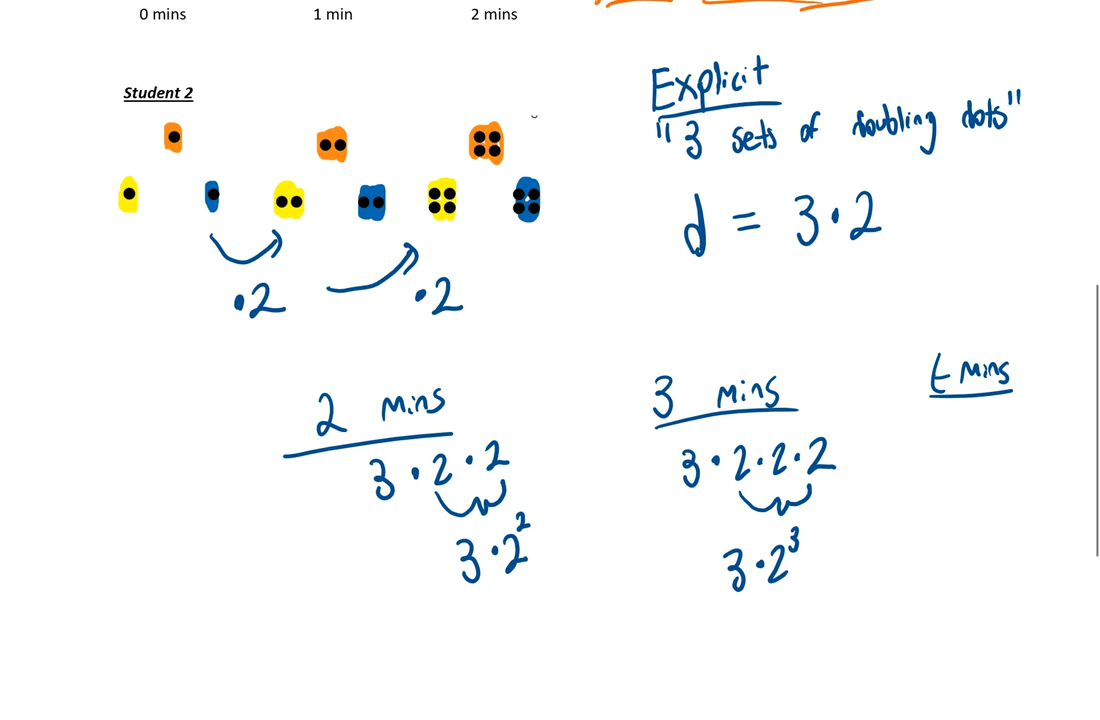 0 mins 1 min 2 mins
Student 2
Explicit
"3 sets of doubling dots"
d = 3·2
·2 ·2
2 mins
3·2·2
3·2²
3 mins
3·2·2·2
3·2³
t mins